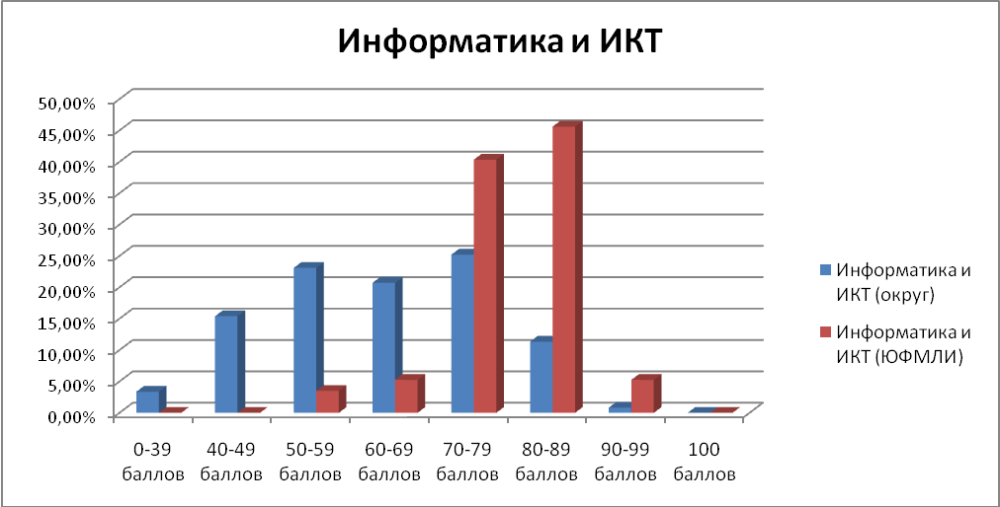 Информатика и ИКТ
50,00%
45,00%
40,00%
35,00%
30,00%
25,00%
20,00%
15,00%
10,00%
5,00%
0,00%
0-39
баллов
40-49
баллов
50-59
баллов
60-69
баллов
70-79
баллов
80-89
баллов
90-99
баллов
100
баллов
Информатика и
ИКТ (округ)
Информатика и
ИКТ (ЮФМЛИ)